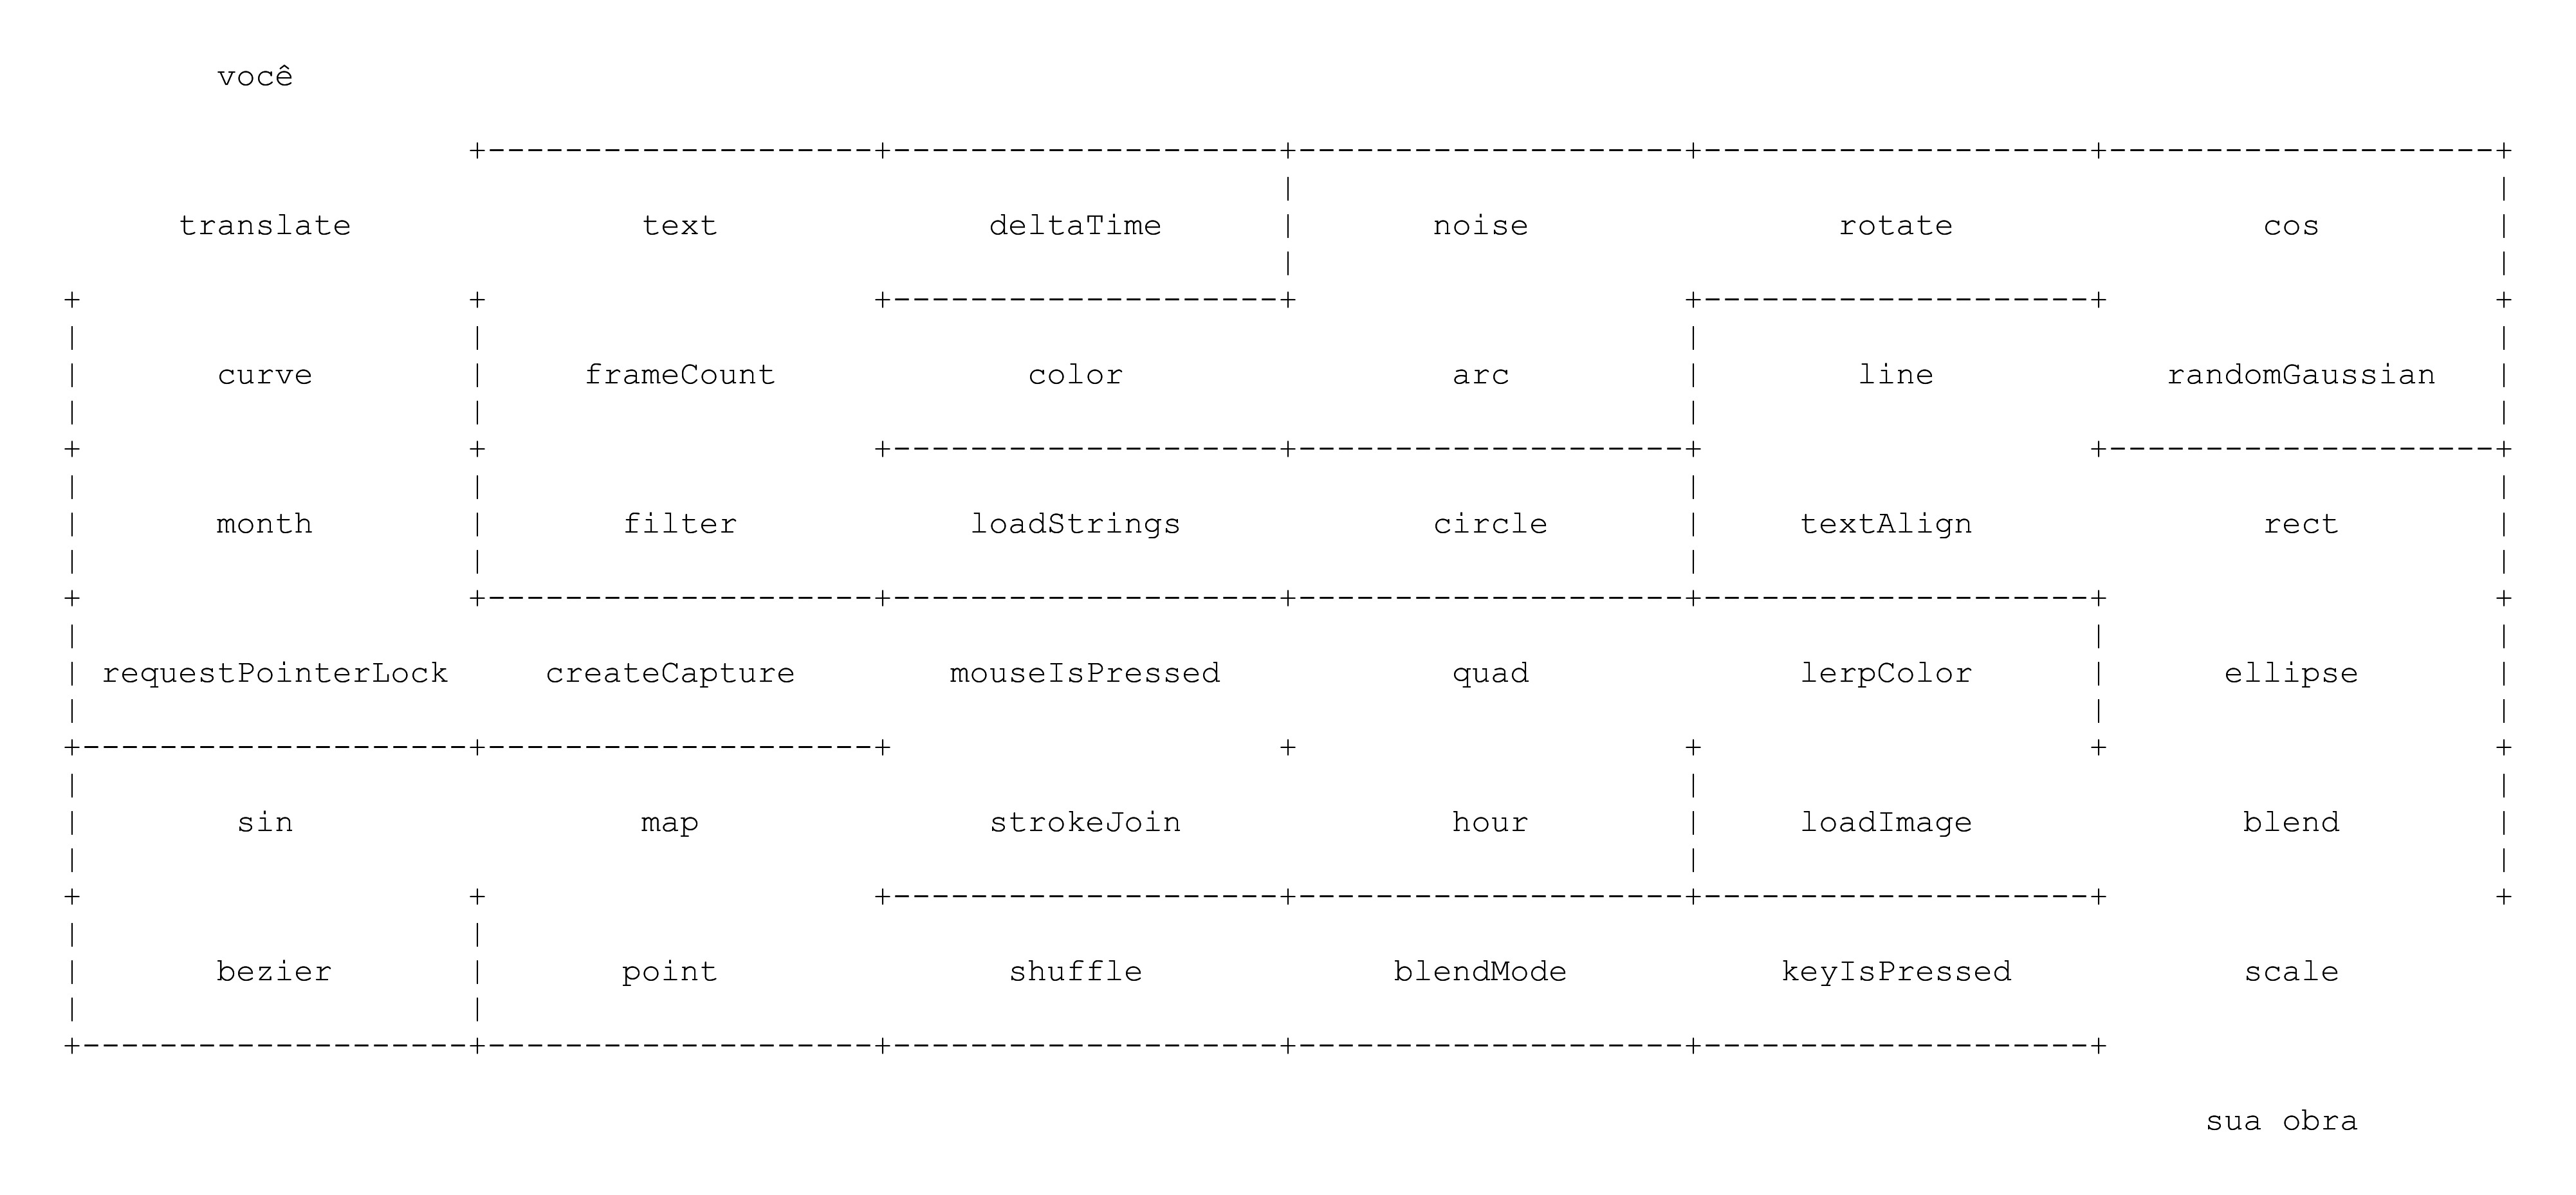 você
translate text deltaTime noise rotate cos
curve frameCount color arc line randomGaussian
month filter loadStrings circle textAlign rect
requestPointerLock createCapture mouseIsPressed quad lerpColor ellipse
sin map strokeJoin hour loadImage blend
bezier point shuffle blendMode keyIsPressed scale
sua obra